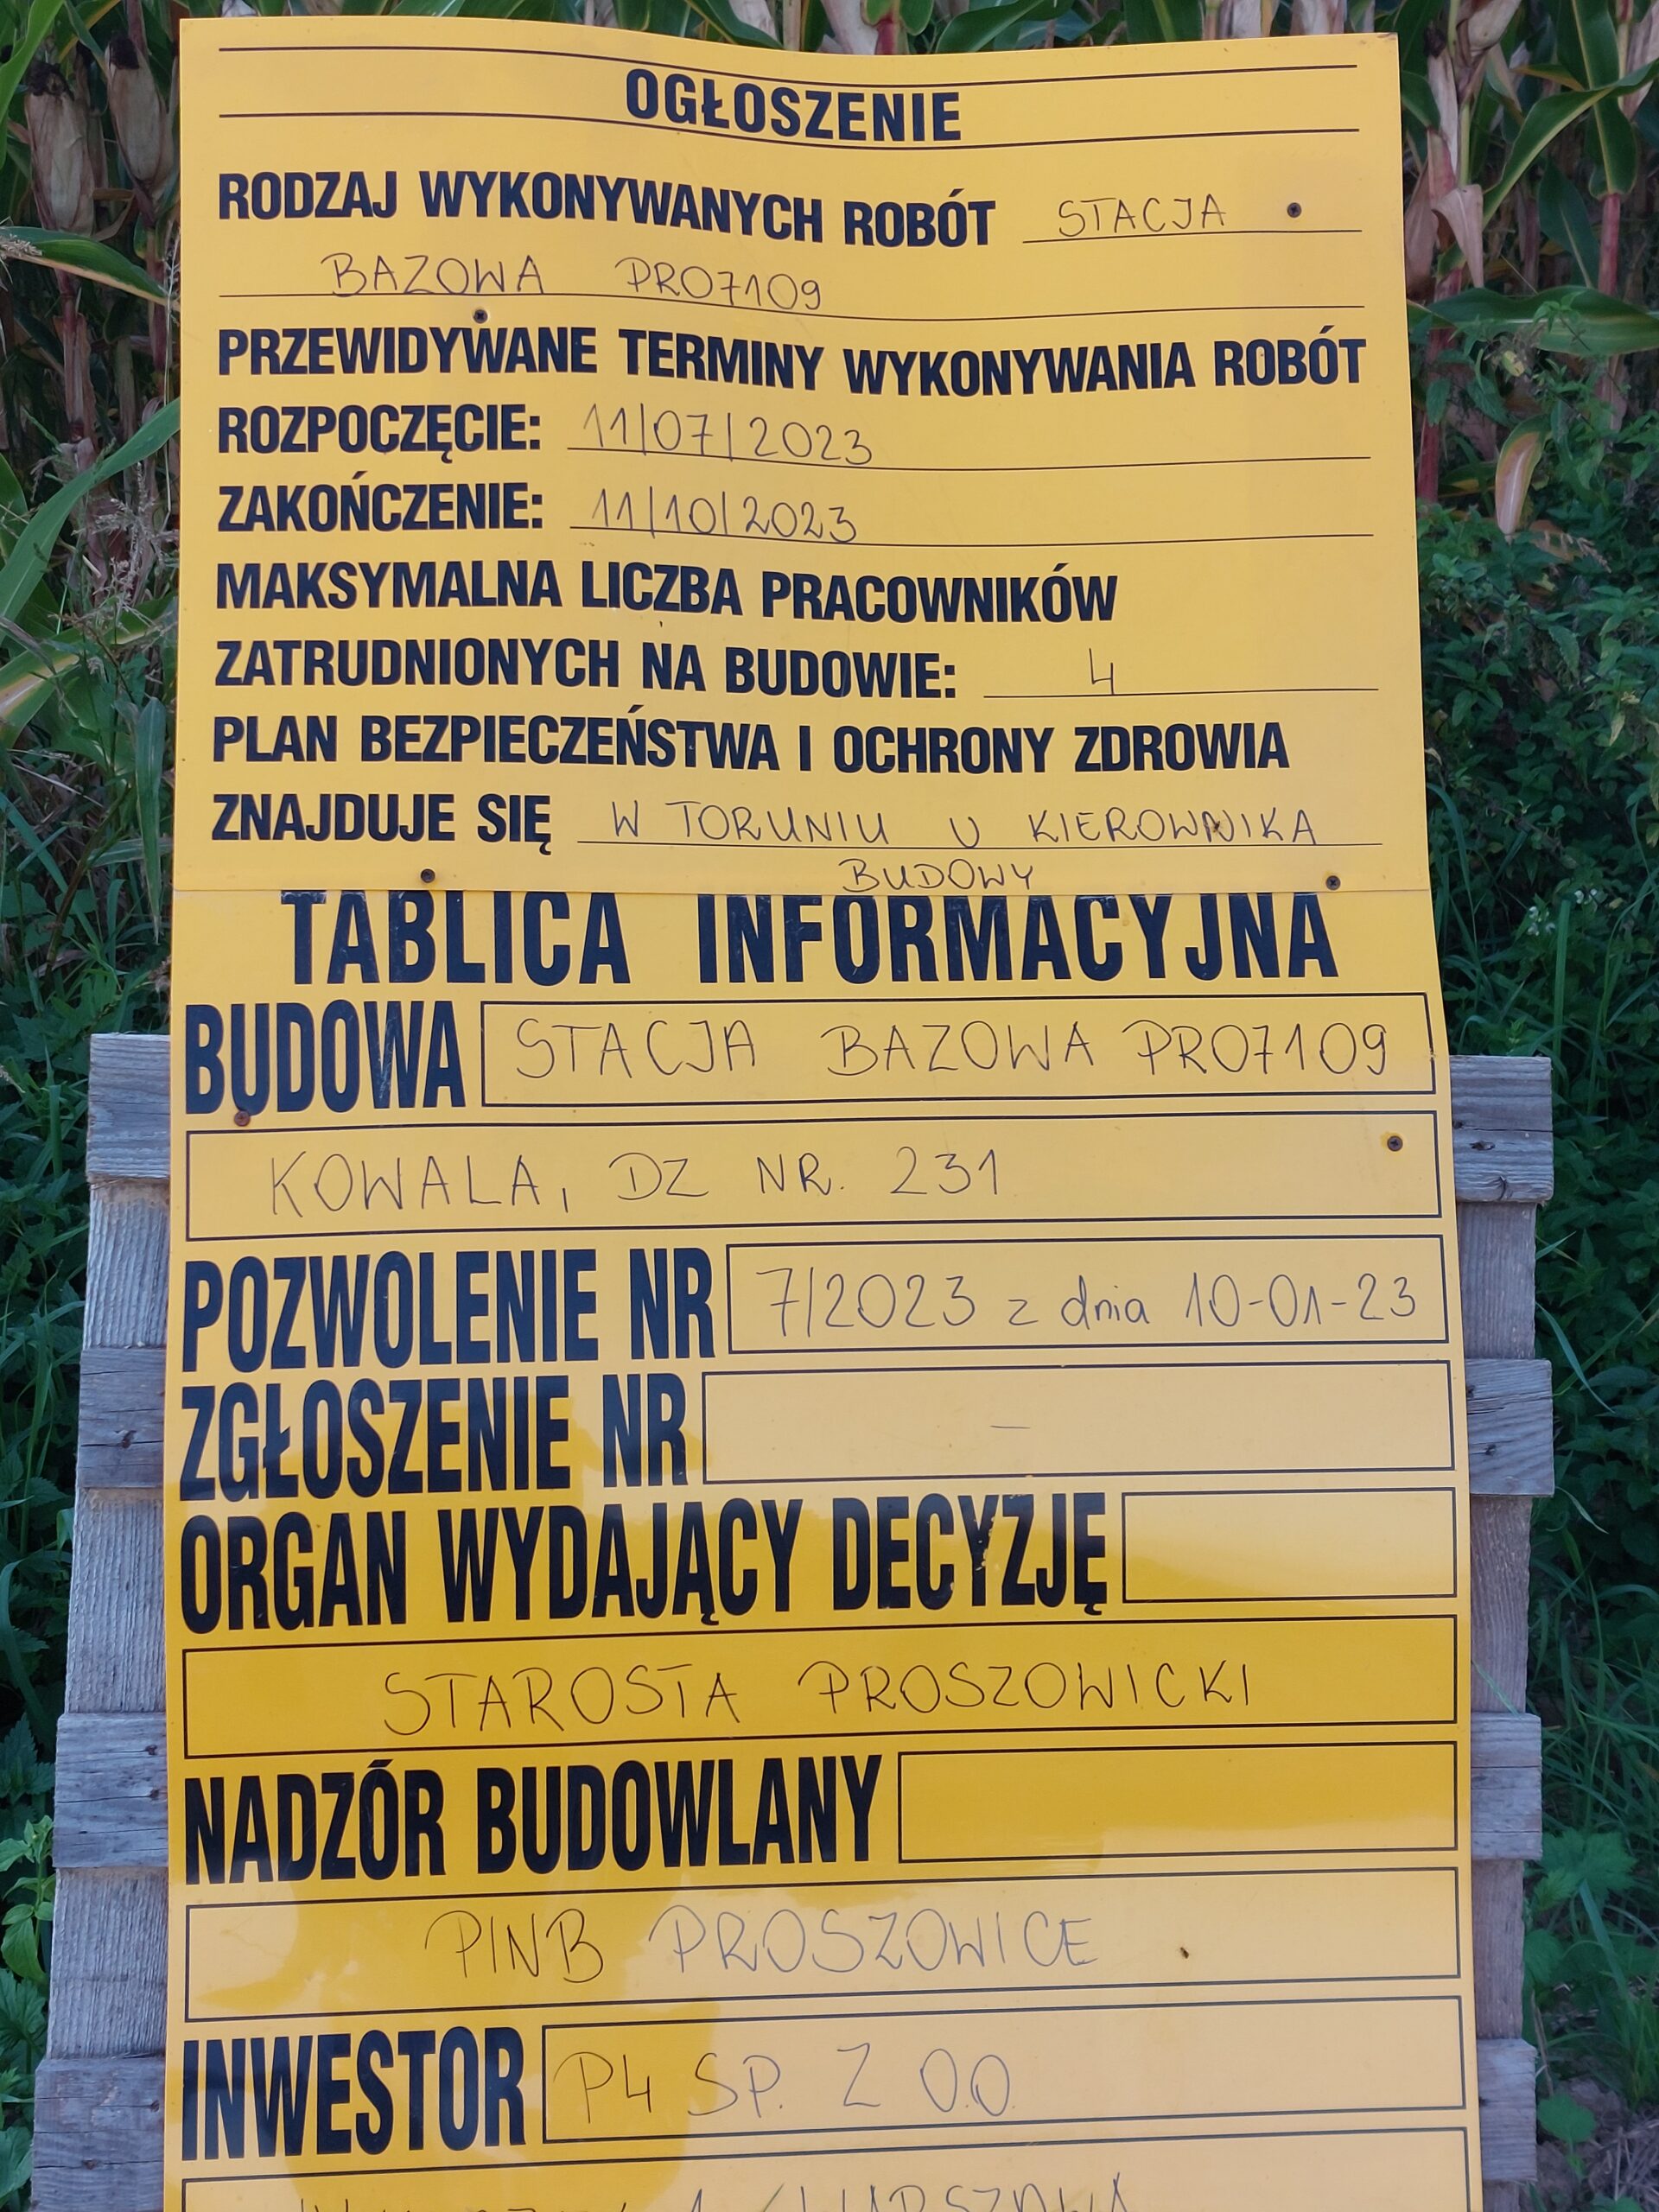 OGŁOSZENIE
RODZAJ WYKONYWANYCH ROBÓT STACJA
BAZOWA PRO7109
PRZEWIDYWANE TERMINY WYKONYWANIA ROBÓT
ROZPOCZĘCIE: 11/07/2023
ZAKOŃCZENIE: 11/10/2023
MAKSYMALNA LICZBA PRACOWNIKÓW
ZATRUDNIONYCH NA BUDOWIE: 4
PLAN BEZPIECZEŃSTWA I OCHRONY ZDROWIA
ZNAJDUJE SIĘ W TORUNIU U KIEROWNIKA
BUDOWY
TABLICA INFORMACYJNA
BUDOWA STACJA BAZOWA PRO7109
KOWALA, DZ NR. 231
POZWOLENIE NR 7/2023 z dnia 10-01-23
ZGŁOSZENIE NR –
ORGAN WYDAJĄCY DECYZJĘ
STAROSTA PROSZOWICKI
NADZÓR BUDOWLANY
PINB PROSZOWICE
INWESTOR P4 SP. Z O.O.
WARSZAWA